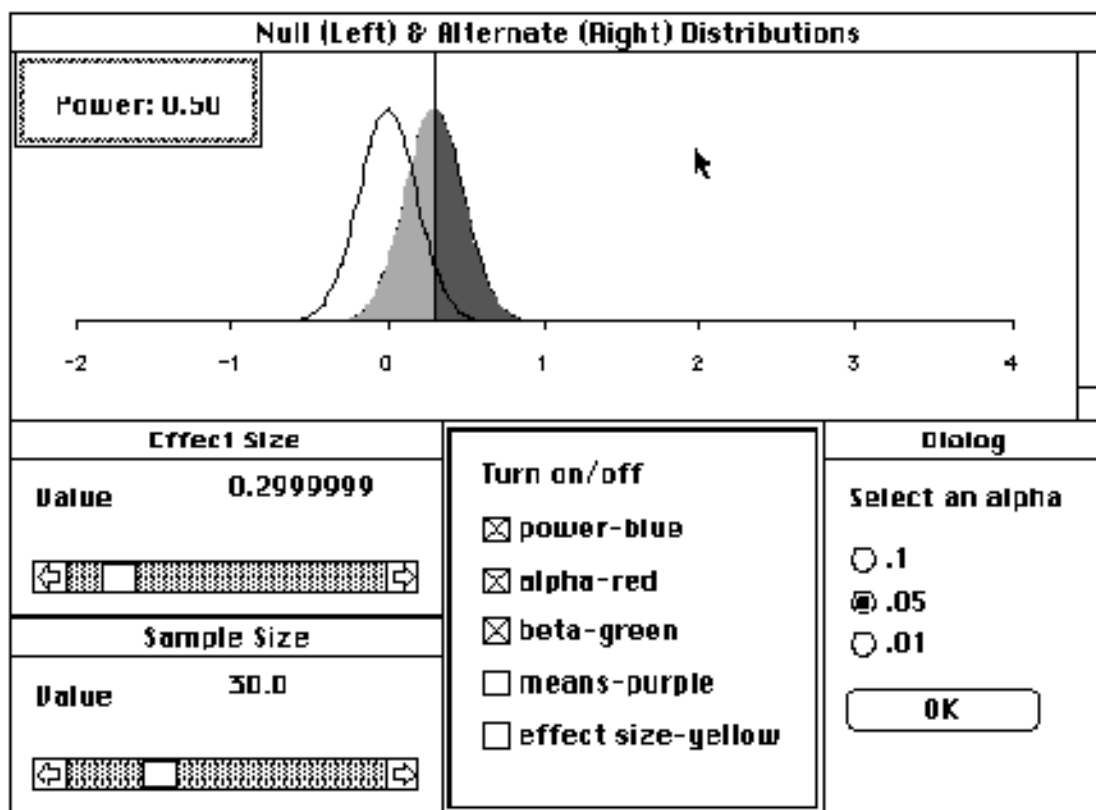 Null (Left) & Alternate (Right) Distributions
Power: 0.50
-2 -1 0 1 2 3 4
Effect Size
Value 0.2999999
Sample Size
Value 30.0
Turn on/off
power-blue
alpha-red
beta-green
means-purple
effect size-yellow
Dialog
Select an alpha
.1
.05
.01
OK